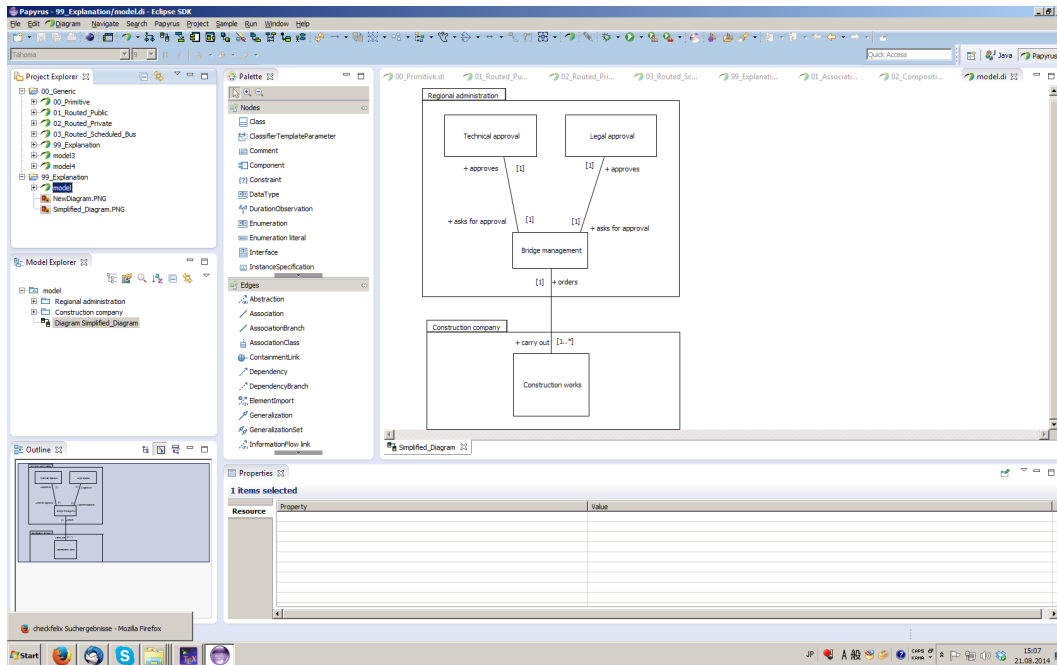 Papyrus - 99_Explanation/model.di - Eclipse SDK
File Edit Diagram Navigate Search Papyrus Project Sample Run Window Help
Tahoma 9
Quick Access
Java
Papyrus
Project Explorer
00_Generic
00_Primitive
01_Routed_Public
02_Routed_Private
03_Routed_Scheduled_Bus
99_Explanation
model3
model4
99_Explanation
model
NewDiagram.PNG
Simplified_Diagram.PNG
Model Explorer
model
Regional administration
Construction company
Diagram Simplified_Diagram
Outline
Palette
Nodes
Class
ClassifierTemplateParameter
Comment
Component
{?} Constraint
DataType
DurationObservation
Enumeration
Enumeration literal
Interface
InstanceSpecification
Edges
Abstraction
Association
AssociationBranch
AssociationClass
ContainmentLink
Dependency
DependencyBranch
ElementImport
Generalization
GeneralizationSet
InformationFlow link
00_Primitive.di 01_Routed_Pu... 02_Routed_Pri... 03_Routed_Sc... 99_Explanati... 01_Associati... 02_Compositi... model.di
Regional administration
Technical approval
Legal approval
+ approves [1]
[1] + approves
+ asks for approval [1]
[1] + asks for approval
Bridge management
[1] + orders
Construction company
+ carry out [1..*]
Construction works
Simplified_Diagram
Properties
1 items selected
Resource
Property Value
checkfelix Suchergebnisse - Mozilla Firefox
Start
JP A 般 CAPS KANA
15:07
21.08.2014